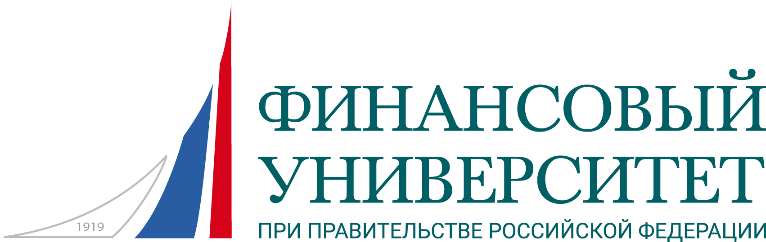 ФИНАНСОВЫЙ
УНИВЕРСИТЕТ
ПРИ ПРАВИТЕЛЬСТВЕ РОССИЙСКОЙ ФЕДЕРАЦИИ
1919